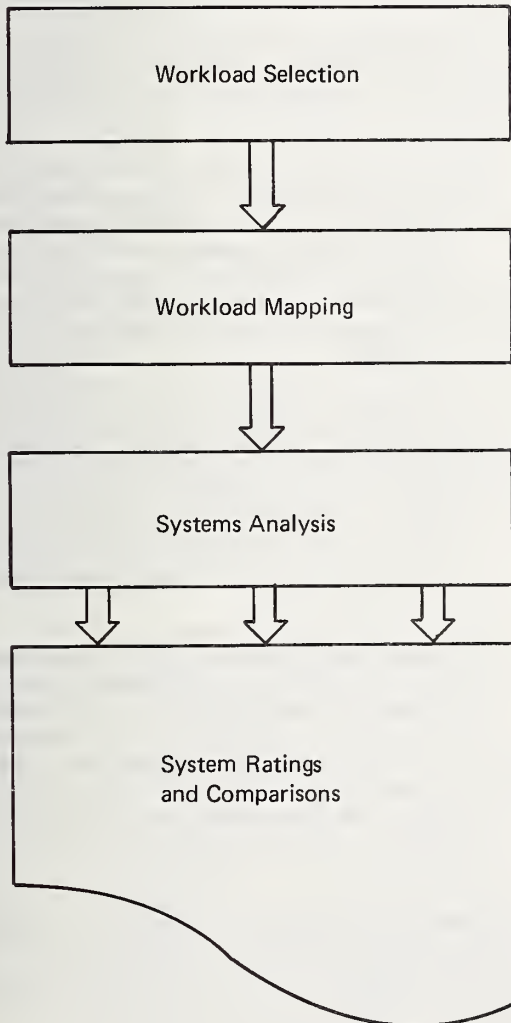 Workload Selection
Workload Mapping
Systems Analysis
System Ratings
and Comparisons